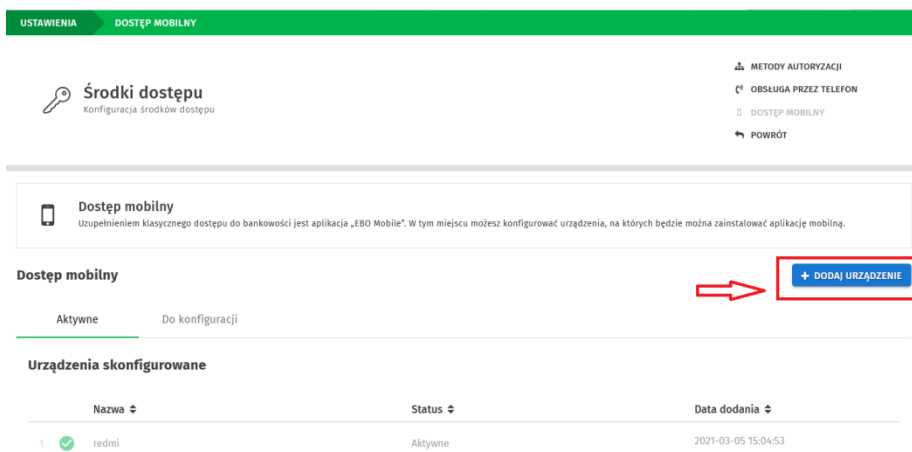 USTAWIENIA DOSTĘP MOBILNY
METODY AUTORYZACJI
Środki dostępu
Konfiguracja środków dostępu
OBSŁUGA PRZEZ TELEFON
DOSTĘP MOBILNY
POWRÓT
Dostęp mobilny
Uzupełnieniem klasycznego dostępu do bankowości jest aplikacja „EBO Mobile”. W tym miejscu możesz konfigurować urządzenia, na których będzie można zainstalować aplikację mobilną.
Dostęp mobilny
+ DODAJ URZĄDZENIE
Aktywne Do konfiguracji
Urządzenia skonfigurowane
Nazwa Status Data dodania
1 redmi Aktywne 2021-03-05 15:04:53